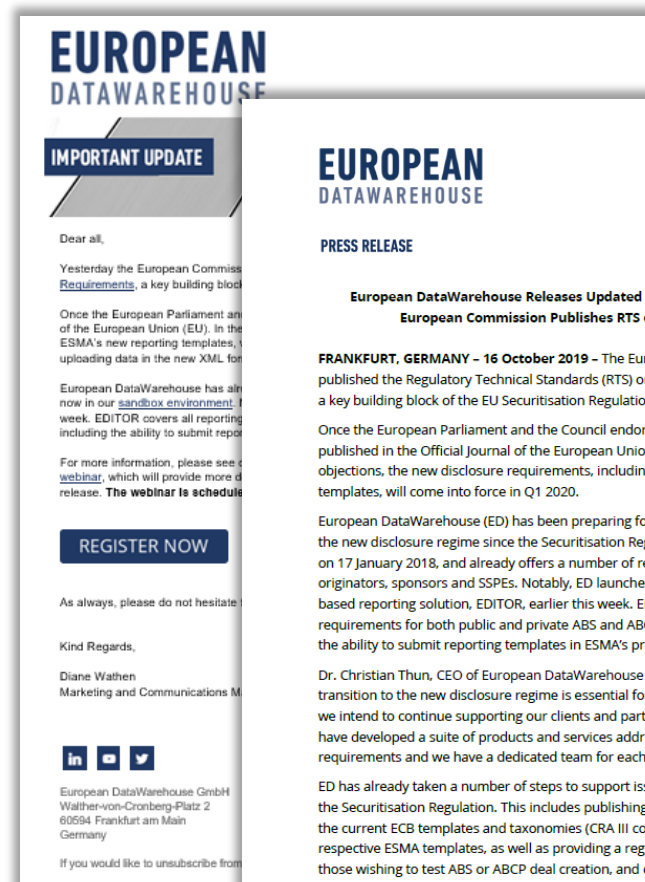 EUROPEAN
DATAWAREHOUSE
IMPORTANT UPDATE
Dear all,
Yesterday the European Commiss
Requirements, a key building block
Once the European Parliament an
of the European Union (EU). In the
ESMA's new reporting templates,
uploading data in the new XML for
European DataWarehouse has alr
now in our sandbox environment.
week. EDITOR covers all reporting
including the ability to submit repor
For more information, please see
webinar, which will provide more d
release. The webinar is schedule
REGISTER NOW
As always, please do not hesitate
Kind Regards,
Diane Wathen
Marketing and Communications M
in
European DataWarehouse GmbH
Walther-von-Cronberg-Platz 2
60594 Frankfurt am Main
Germany
If you would like to unsubscribe from
EUROPEAN
DATAWAREHOUSE
PRESS RELEASE
European DataWarehouse Releases Updated
European Commission Publishes RTS
FRANKFURT, GERMANY – 16 October 2019 – The Eur
published the Regulatory Technical Standards (RTS) o
a key building block of the EU Securitisation Regulatio
Once the European Parliament and the Council endor
published in the Official Journal of the European Unio
objections, the new disclosure requirements, includin
templates, will come into force in Q1 2020.
European DataWarehouse (ED) has been preparing fo
the new disclosure regime since the Securitisation Reg
on 17 January 2018, and already offers a number of re
originators, sponsors and SSPEs. Notably, ED launche
based reporting solution, EDITOR, earlier this week. E
requirements for both public and private ABS and AB
the ability to submit reporting templates in ESMA's pr
Dr. Christian Thun, CEO of European DataWarehouse
transition to the new disclosure regime is essential fo
we intend to continue supporting our clients and part
have developed a suite of products and services addr
requirements and we have a dedicated team for each
ED has already taken a number of steps to support iss
the Securitisation Regulation. This includes publishing
the current ECB templates and taxonomies (CRA III co
respective ESMA templates, as well as providing a reg
those wishing to test ABS or ABCP deal creation, and